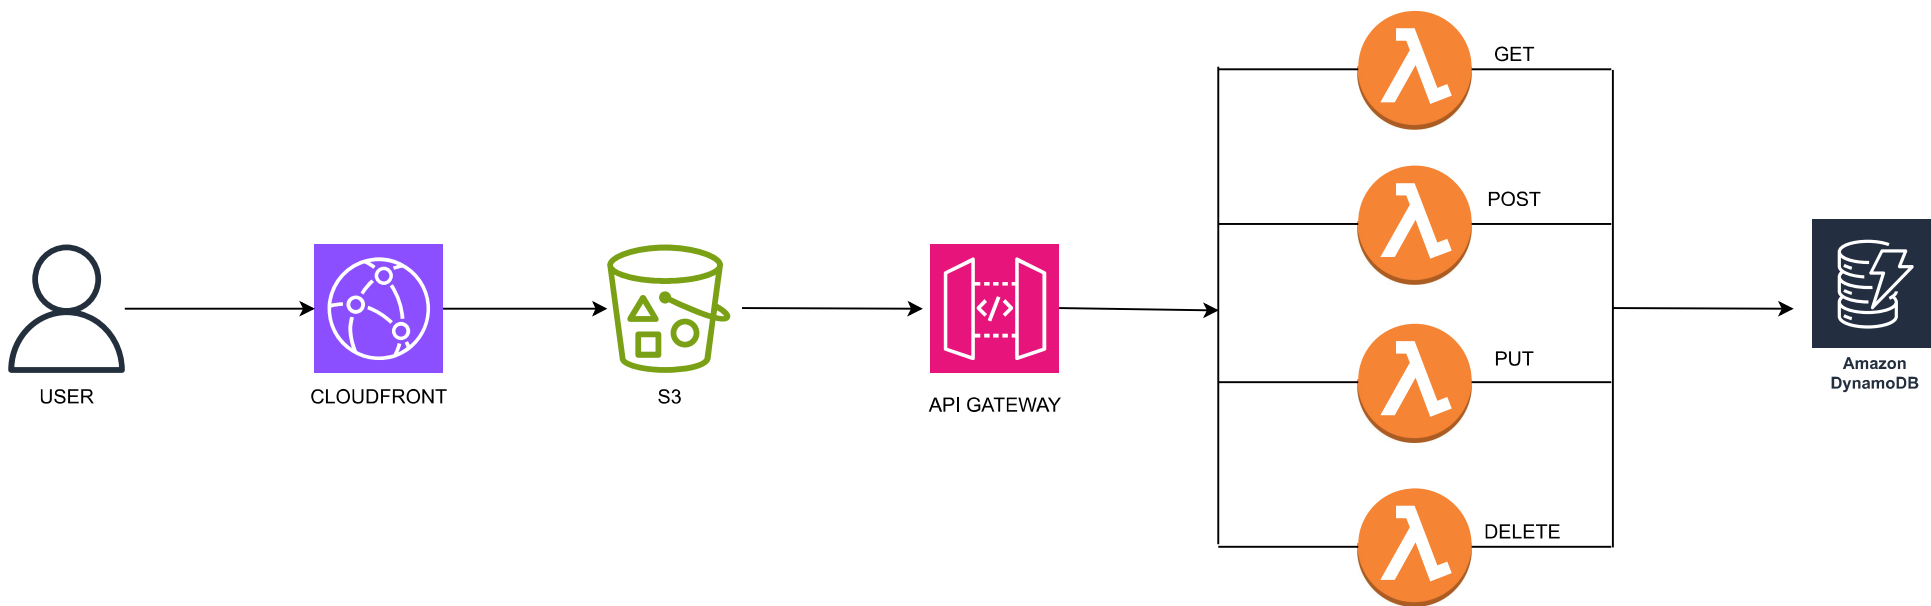 USER
CLOUDFRONT
S3
API GATEWAY
GET
POST
PUT
DELETE
Amazon
DynamoDB